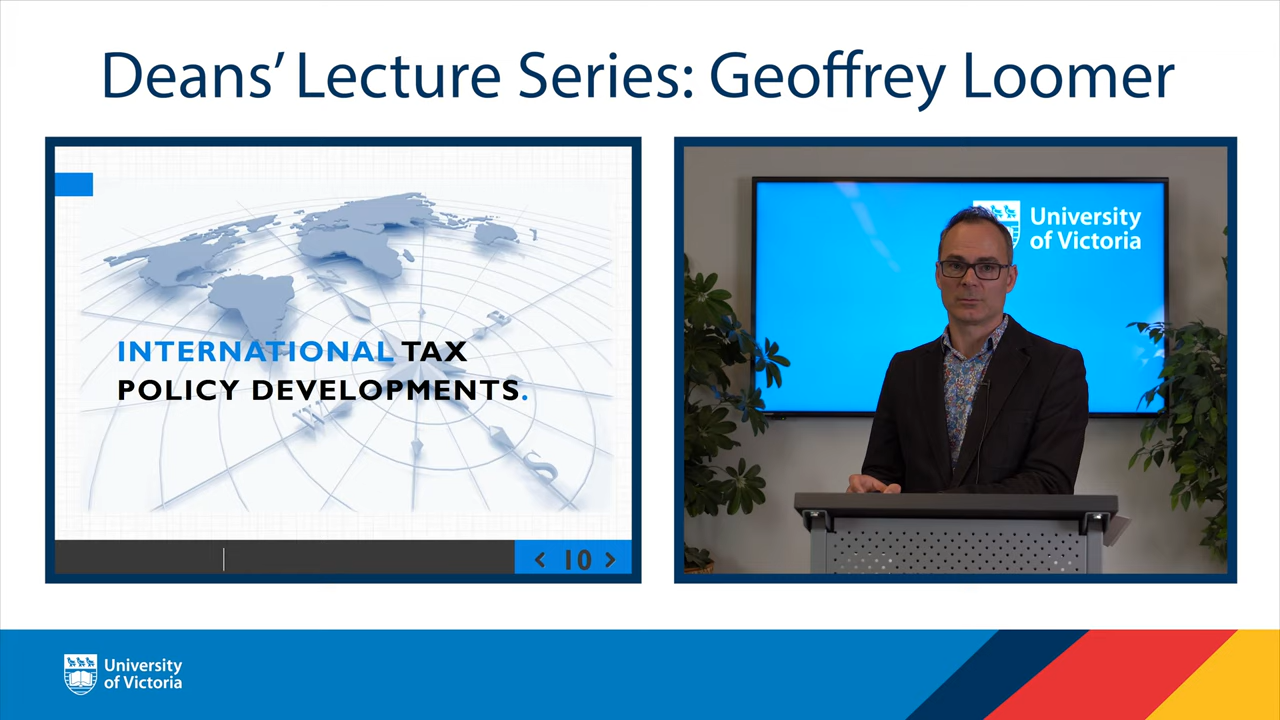 Deans’ Lecture Series: Geoffrey Loomer
INTERNATIONAL TAX
POLICY DEVELOPMENTS.
E
W
S
< 10 >
University
of Victoria
University
of Victoria